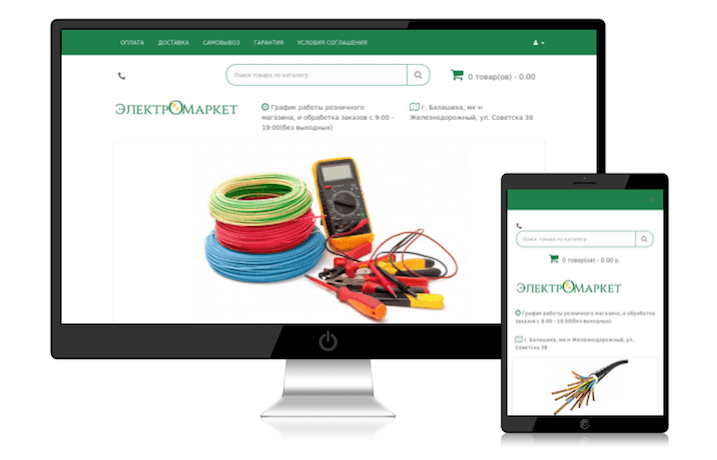 ОПЛАТА ДОСТАВКА САМОВЫВОЗ ГАРАНТИЯ УСЛОВИЯ СОГЛАШЕНИЯ
Поиск товара по каталогу
0 товар(ов) - 0.00
ЭЛЕКТРОМАРКЕТ
График работы розничного
магазина, и обработка заказов с 9:00 -
19:00(без выходных)
г. Балашиха, мк-н
Железнодорожный, ул. Советска 38
Поиск товара по каталогу
0 товар(ов) - 0.00 р.
ЭЛЕКТРОМАРКЕТ
График работы розничного магазина, и обработка
заказов с 9:00 - 19:00(без выходных)
г. Балашиха, мк-н Железнодорожный, ул.
Советска 38